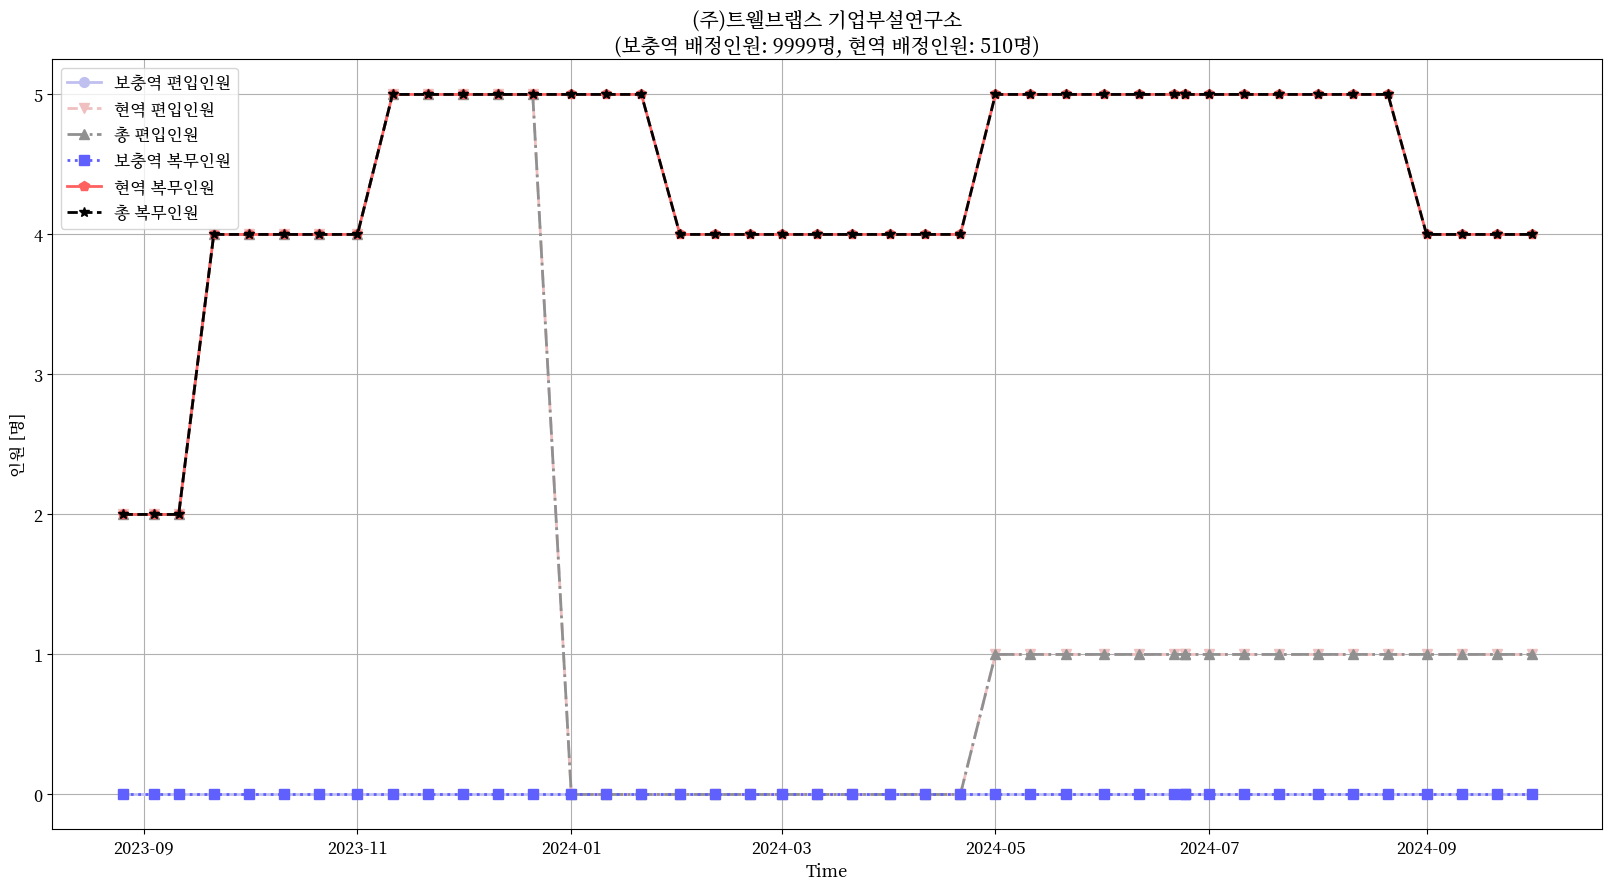 (주)트웰브랩스 기업부설연구소
(보충역 배정인원: 9999명, 현역 배정인원: 510명)
보충역 편입인원
현역 편입인원
총 편입인원
보충역 복무인원
현역 복무인원
총 복무인원
5
4
3
2
1
0
인원 [명]
2023-09
2023-11
2024-01
2024-03
2024-05
2024-07
2024-09
Time